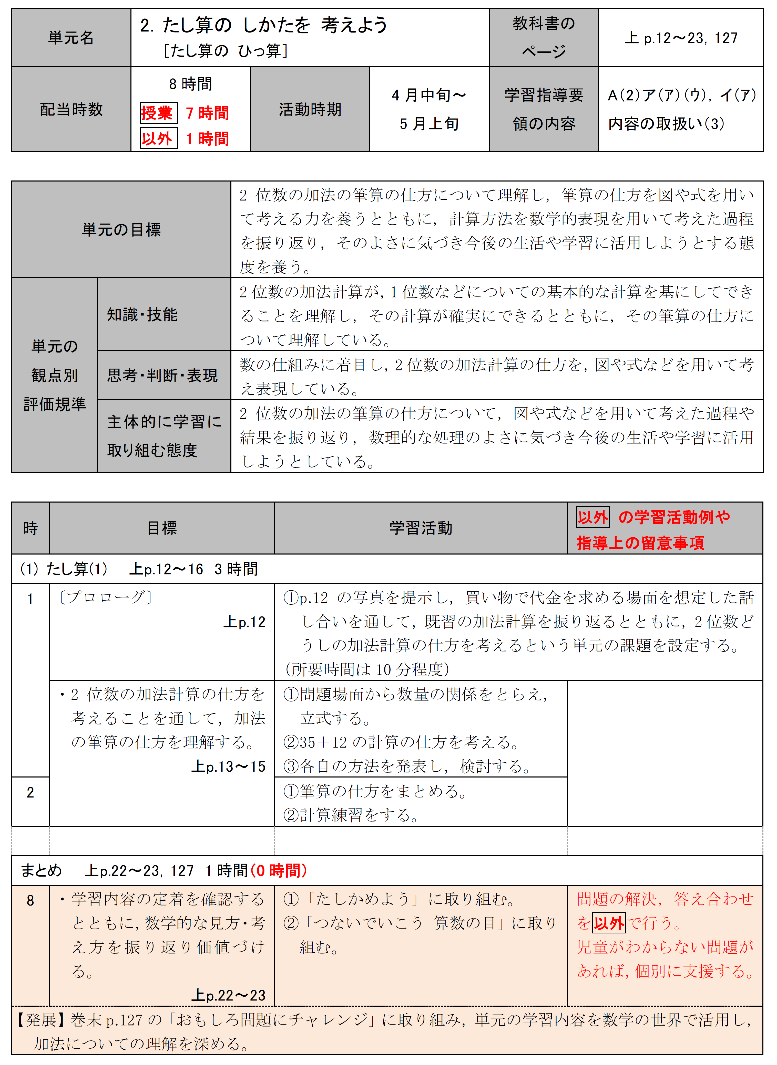 単元名
2. たし算の しかたを 考えよう
[たし算の ひっ算]
教科書の
ページ
上 p.12～23, 127
配当時数
8時間
授業 7時間
以外 1時間
活動時期
4月中旬～
5月上旬
学習指導要
領の内容
A(2)ア(ア)(ウ), イ(ア)
内容の取扱い(3)
単元の目標
2 位数の加法の筆算の仕方について理解し，筆算の仕方を図や式を用い
て考える力を養うとともに，計算方法を数学的表現を用いて考えた過程
を振り返り，そのよさに気づき今後の生活や学習に活用しようとする態
度を養う。
単元の
観点別
評価規準
知識・技能
2位数の加法計算が，1位数などについての基本的な計算を基にしてでき
ることを理解し，その計算が確実にできるとともに，その筆算の仕方に
ついて理解している。
思考・判断・表現
数の仕組みに着目し，2位数の加法計算の仕方を，図や式などを用いて考
え表現している。
主体的に学習に
取り組む態度
2 位数の加法の筆算の仕方について，図や式などを用いて考えた過程や
結果を振り返り，数理的な処理のよさに気づき今後の生活や学習に活用
しようとしている。
時
目標
学習活動
以外 の学習活動例や
指導上の留意事項
(1) たし算(1) 上p.12～16 3時間
1
〔プロローグ〕
上p.12
①p.12 の写真を提示し，買い物で代金を求める場面を想定した話
し合いを通して，既習の加法計算を振り返るとともに，2位数ど
うしの加法計算の仕方を考えるという単元の課題を設定する。
（所要時間は10分程度）
・2 位数の加法計算の仕方を
考えることを通して，加法
の筆算の仕方を理解する。
上p.13～15
①問題場面から数量の関係をとらえ，
立式する。
②35＋12 の計算の仕方を考える。
③各自の方法を発表し，検討する。
2
①筆算の仕方をまとめる。
②計算練習をする。
まとめ 上p.22～23, 127 1時間(0時間)
8
・学習内容の定着を確認する
とともに，数学的な見方・考
え方を振り返り価値づけ
る。
上p.22～23
①「たしかめよう」に取り組む。
②「つないでいこう 算数の目」に取り
組む。
問題の解決，答え合わせ
を以外で行う。
児童がわからない問題が
あれば，個別に支援する。
【発展】巻末p.127の「おもしろ問題にチャレンジ」に取り組み，単元の学習内容を数学の世界で活用し，
加法についての理解を深める。